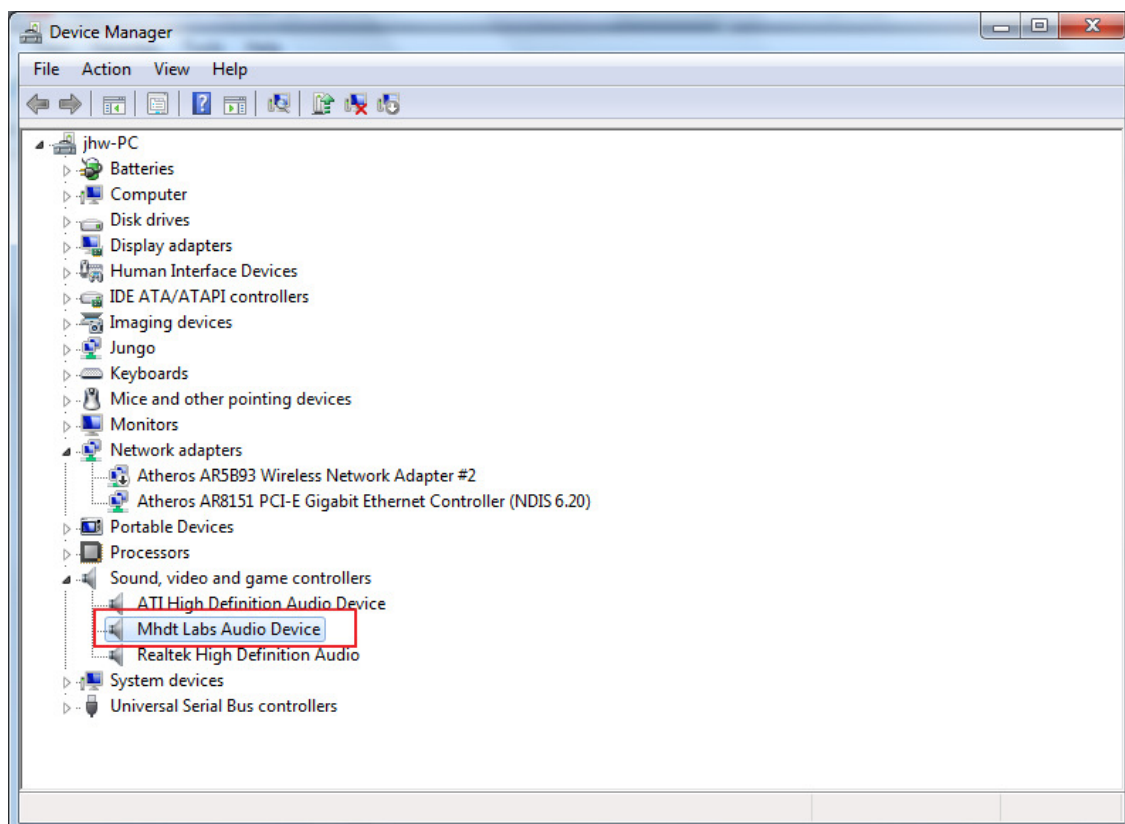 Device Manager
File Action View Help
jhw-PC
Batteries
Computer
Disk drives
Display adapters
Human Interface Devices
IDE ATA/ATAPI controllers
Imaging devices
Jungo
Keyboards
Mice and other pointing devices
Monitors
Network adapters
Atheros AR5B93 Wireless Network Adapter #2
Atheros AR8151 PCI-E Gigabit Ethernet Controller (NDIS 6.20)
Portable Devices
Processors
Sound, video and game controllers
ATI High Definition Audio Device
Mhdt Labs Audio Device
Realtek High Definition Audio
System devices
Universal Serial Bus controllers